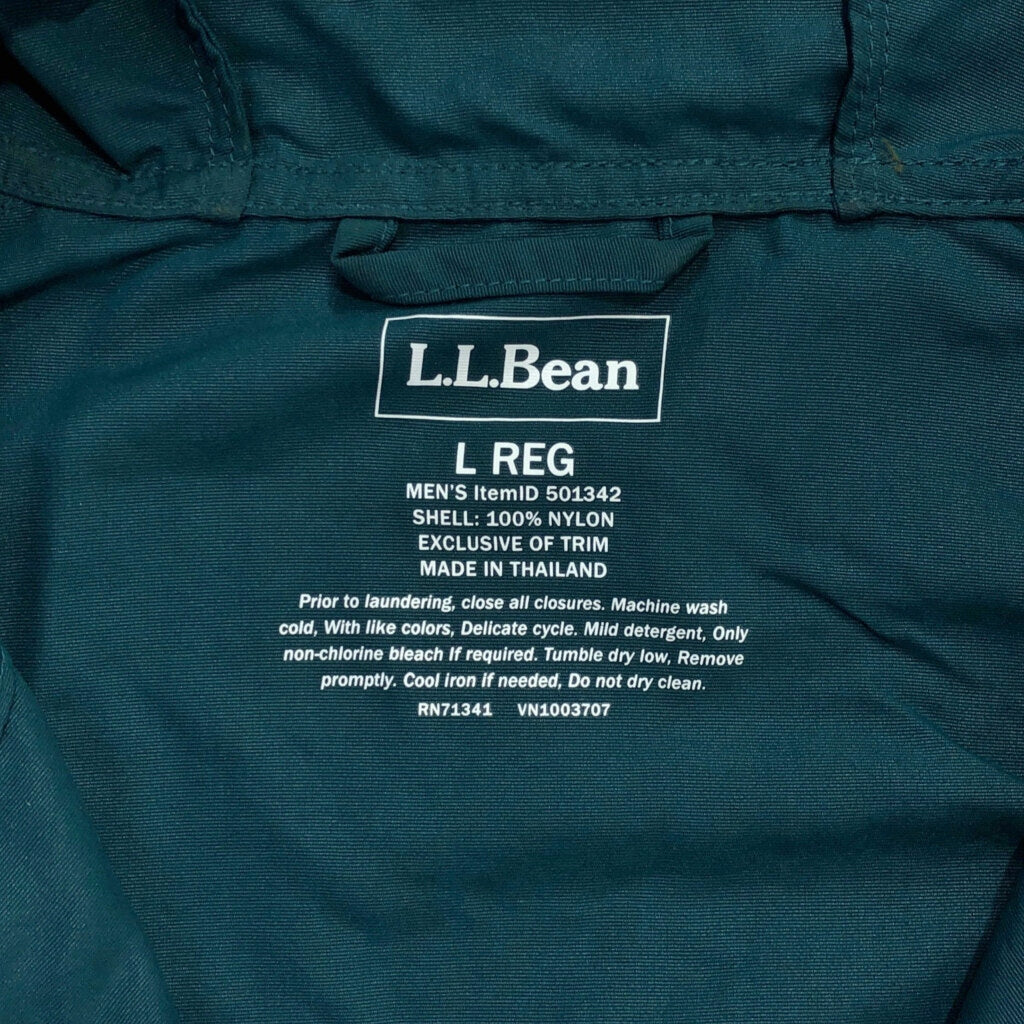 L.L.Bean
L REG
MEN'S ItemID 501342
SHELL: 100% NYLON
EXCLUSIVE OF TRIM
MADE IN THAILAND
Prior to laundering, close all closures. Machine wash
cold, With like colors, Delicate cycle. Mild detergent, Only
non-chlorine bleach If required. Tumble dry low, Remove
promptly. Cool iron if needed, Do not dry clean.
RN71341 VN1003707